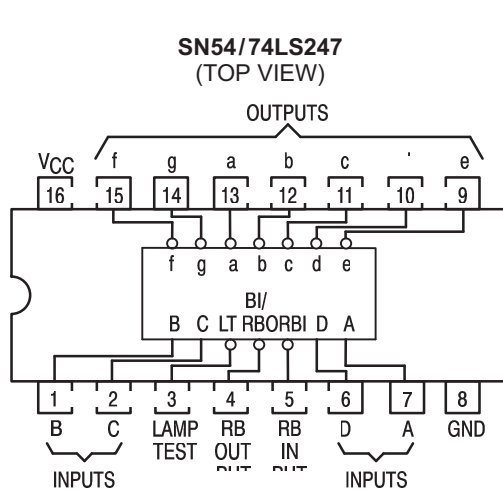 SN54/74LS247
(TOP VIEW)
OUTPUTS
VCC f g a b c e
16 15 14 13 12 11 10 9
f g a b c d e
BI/
B C LT RBO RBI D A
1 2 3 4 5 6 7 8
B C LAMP RB RB D A GND
TEST OUT IN
INPUTS INPUTS